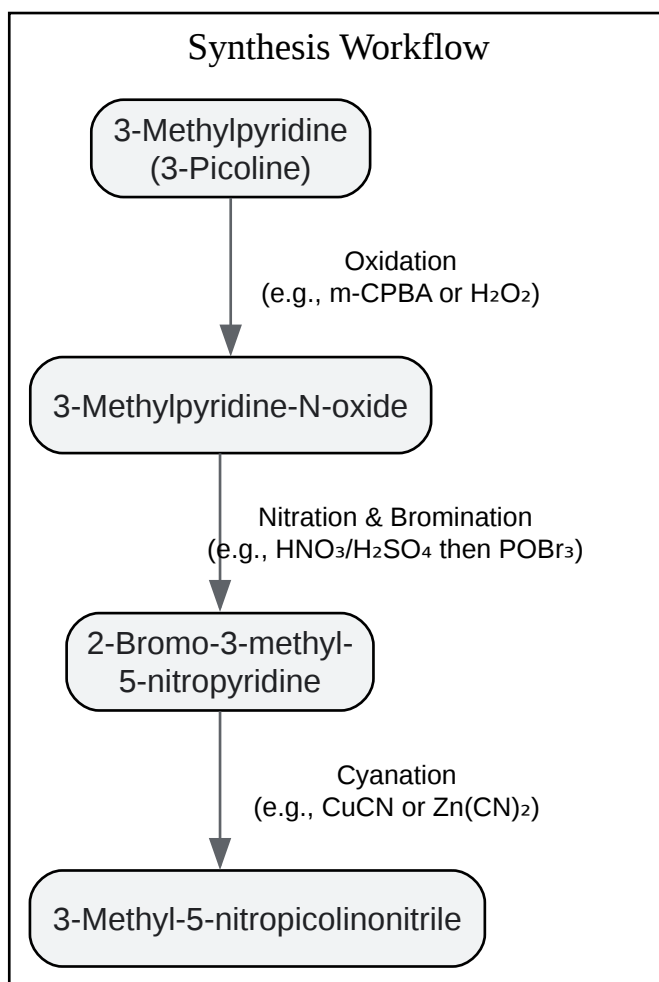 Synthesis Workflow
3-Methylpyridine
(3-Picoline)
Oxidation
(e.g., m-CPBA or H₂O₂)
3-Methylpyridine-N-oxide
Nitration & Bromination
(e.g., HNO₃/H₂SO₄ then POBr₃)
2-Bromo-3-methyl-
5-nitropyridine
Cyanation
(e.g., CuCN or Zn(CN)₂)
3-Methyl-5-nitropicolinonitrile